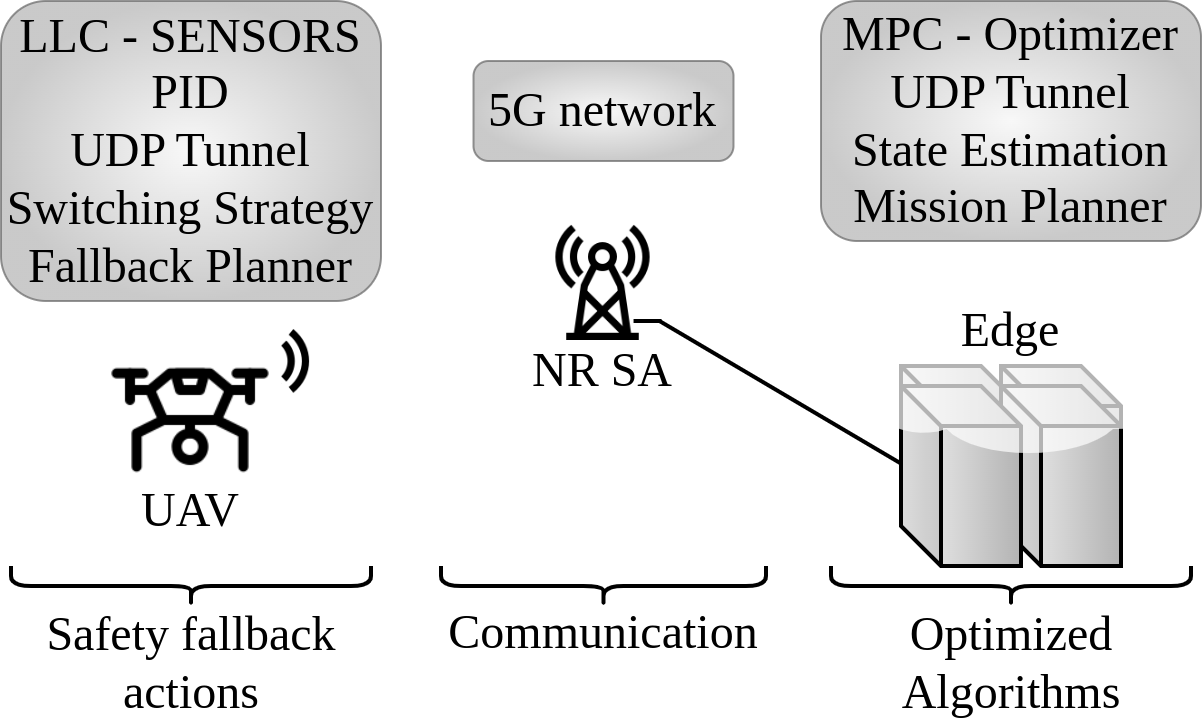 LLC - SENSORS
PID
UDP Tunnel
Switching Strategy
Fallback Planner
5G network
MPC - Optimizer
UDP Tunnel
State Estimation
Mission Planner
NR SA
Edge
UAV
Safety fallback
actions
Communication
Optimized
Algorithms